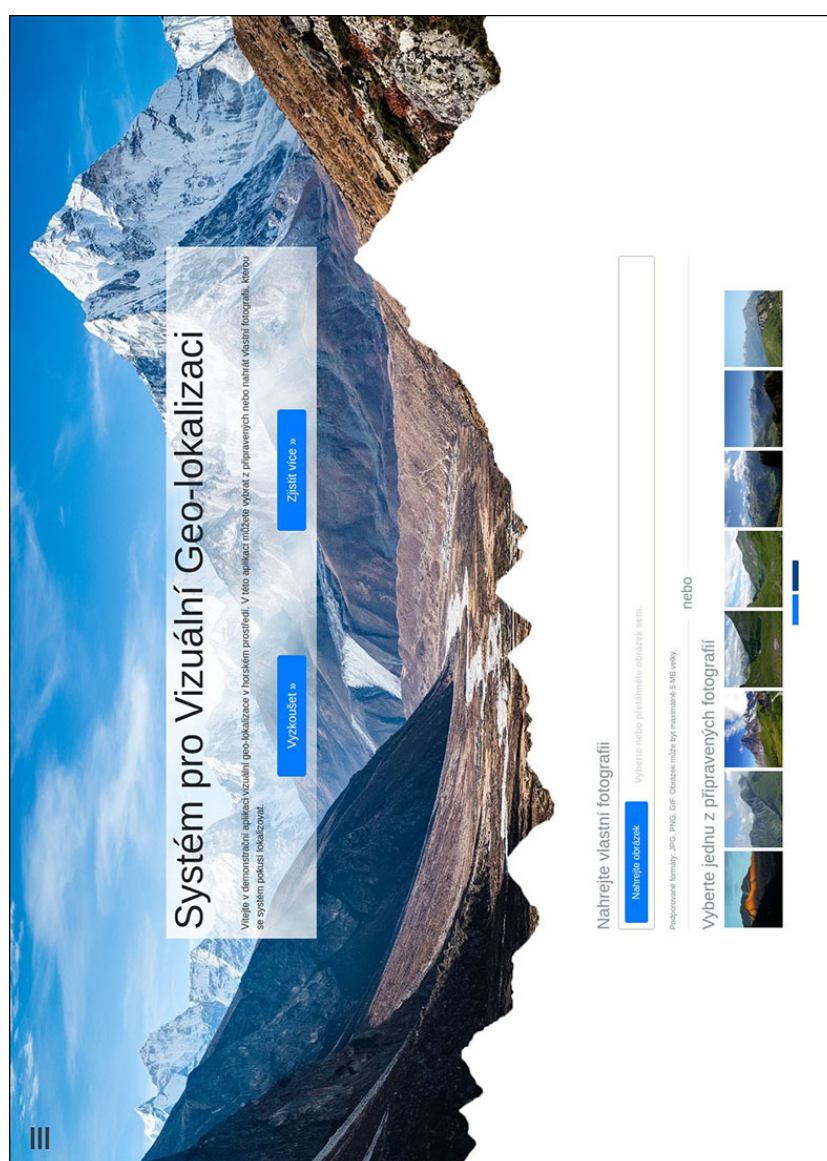 Systém pro Vizuální Geo-lokalizaci
Vítejte v demonstrační aplikaci vizuální geo-lokalizace v horském prostředí. V této aplikaci můžete vybrat z připravených nebo nahrát vlastní fotografii, kterou
se systém pokusí lokalizovat.
Vyzkoušet »
Zjistit více »
Nahrejte vlastní fotografii
Nahrejte obrázek
Vyberte nebo přetáhněte obrázek sem.
Podporované formáty: JPG, PNG, GIF. Obrázek může být maximálně 5 MB velký.
nebo
Vyberte jednu z připravených fotografií